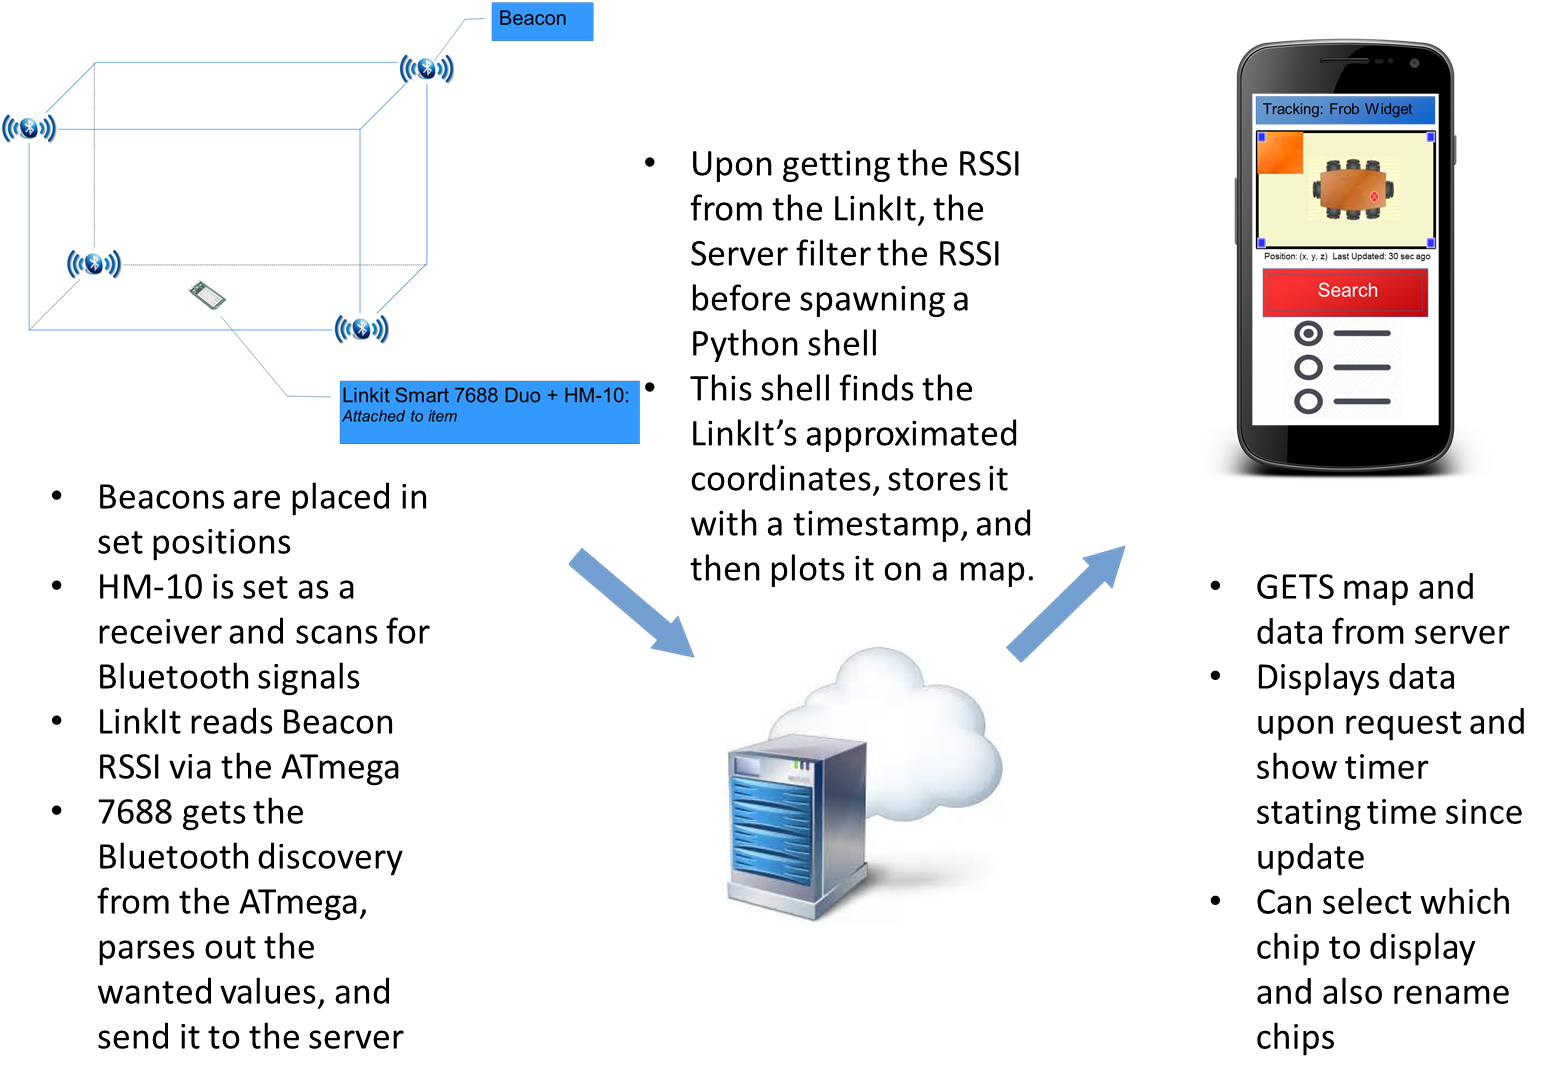 Beacon
Linkit Smart 7688 Duo + HM-10:
Attached to item
• Beacons are placed in
set positions
• HM-10 is set as a
receiver and scans for
Bluetooth signals
• LinkIt reads Beacon
RSSI via the ATmega
• 7688 gets the
Bluetooth discovery
from the ATmega,
parses out the
wanted values, and
send it to the server
• Upon getting the RSSI
from the LinkIt, the
Server filter the RSSI
before spawning a
Python shell
• This shell finds the
LinkIt’s approximated
coordinates, stores it
with a timestamp, and
then plots it on a map.
Tracking: Frob Widget
Position: (x, y, z) Last Updated: 30 sec ago
Search
• GETS map and
data from server
• Displays data
upon request and
show timer
stating time since
update
• Can select which
chip to display
and also rename
chips